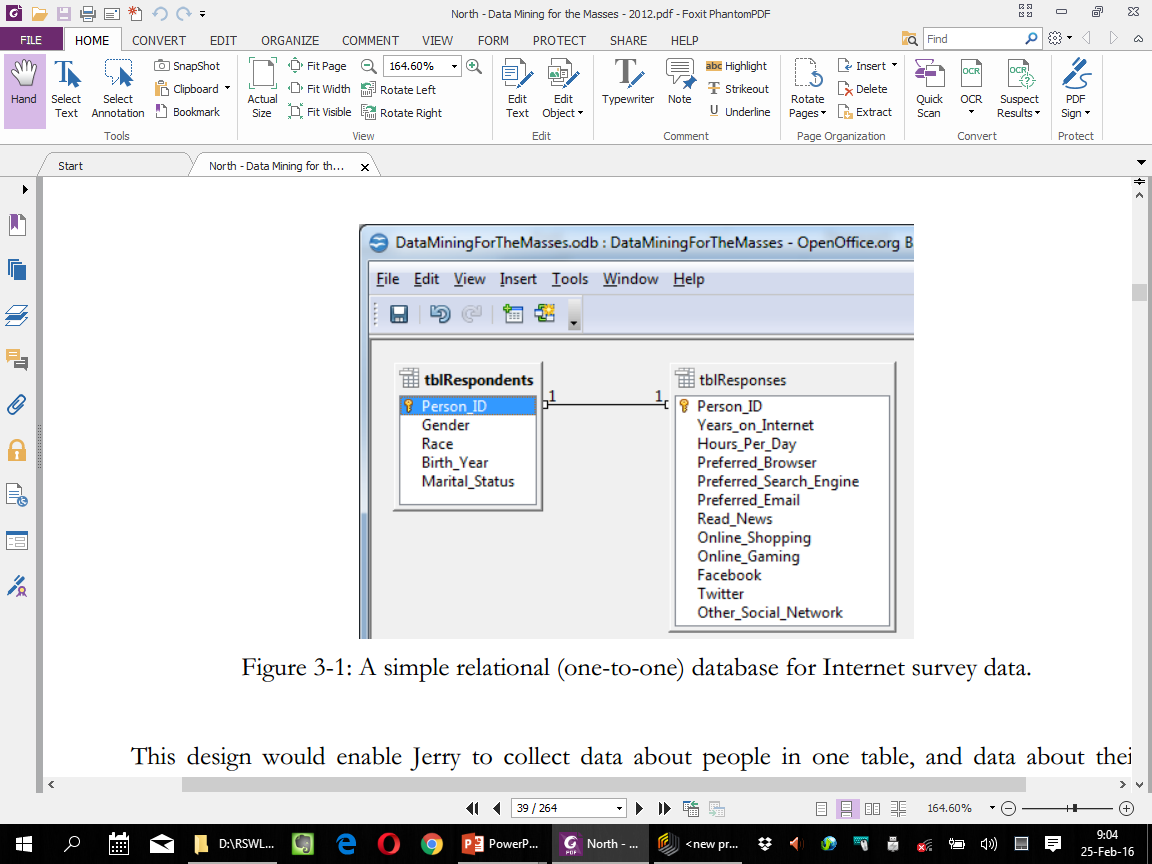 North - Data Mining for the Masses - 2012.pdf - Foxit PhantomPDF
FILE HOME CONVERT EDIT ORGANIZE COMMENT VIEW FORM PROTECT SHARE HELP Find
Hand
Select Text
Select Annotation
SnapShot
Clipboard
Bookmark
Tools
Actual Size
Fit Page
Fit Width
Fit Visible
164.60%
Rotate Left
Rotate Right
View
Edit Text
Edit Object
Edit
Typewriter
Note
abc Highlight
Strikeout
U Underline
Comment
Rotate Pages
Insert
Delete
Extract
Page Organization
Quick Scan
OCR
OCR
OCR
Suspect Results
Convert
PDF Sign
Protect
Start
North - Data Mining for th...
DataMiningForTheMasses.odb : DataMiningForTheMasses - OpenOffice.org B
File Edit View Insert Tools Window Help
tblRespondents
Person_ID
Gender
Race
Birth_Year
Marital_Status
1 1
tblResponses
Person_ID
Years_on_Internet
Hours_Per_Day
Preferred_Browser
Preferred_Search_Engine
Preferred_Email
Read_News
Online_Shopping
Online_Gaming
Facebook
Twitter
Other_Social_Network
Figure 3-1: A simple relational (one-to-one) database for Internet survey data.
This design would enable Jerry to collect data about people in one table, and data about thei
39 / 264
164.60%
D:\RSWL...
PowerP...
North - ...
<new pr...
9:04
25-Feb-16